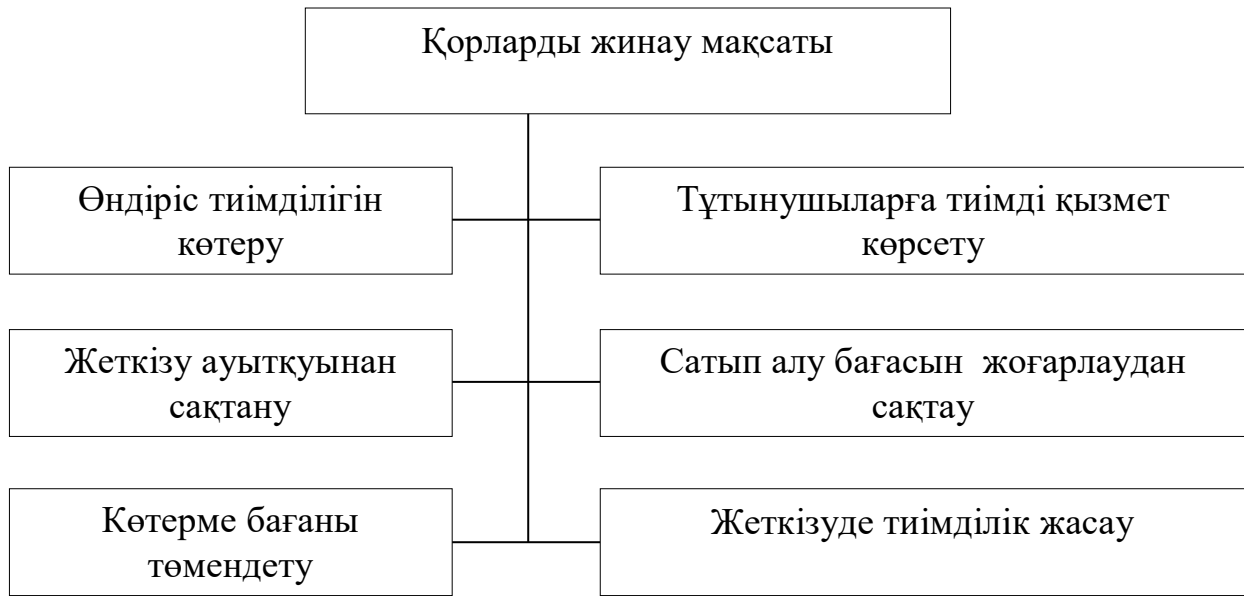 Қорларды жинау мақсаты
Өндіріс тиімділігін
көтеру
Тұтынушыларға тиімді қызмет
көрсету
Жеткізу ауытқуынан
сақтану
Сатып алу бағасын  жоғарлаудан
сақтау
Көтерме бағаны
төмендету
Жеткізуде тиімділік жасау